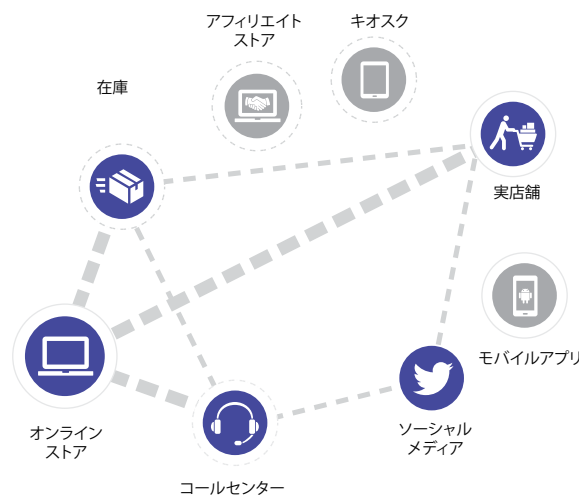 アフィリエイト
ストア
キオスク
在庫
実店舗
モバイルアプリ
オンライン
ストア
ソーシャル
メディア
コールセンター